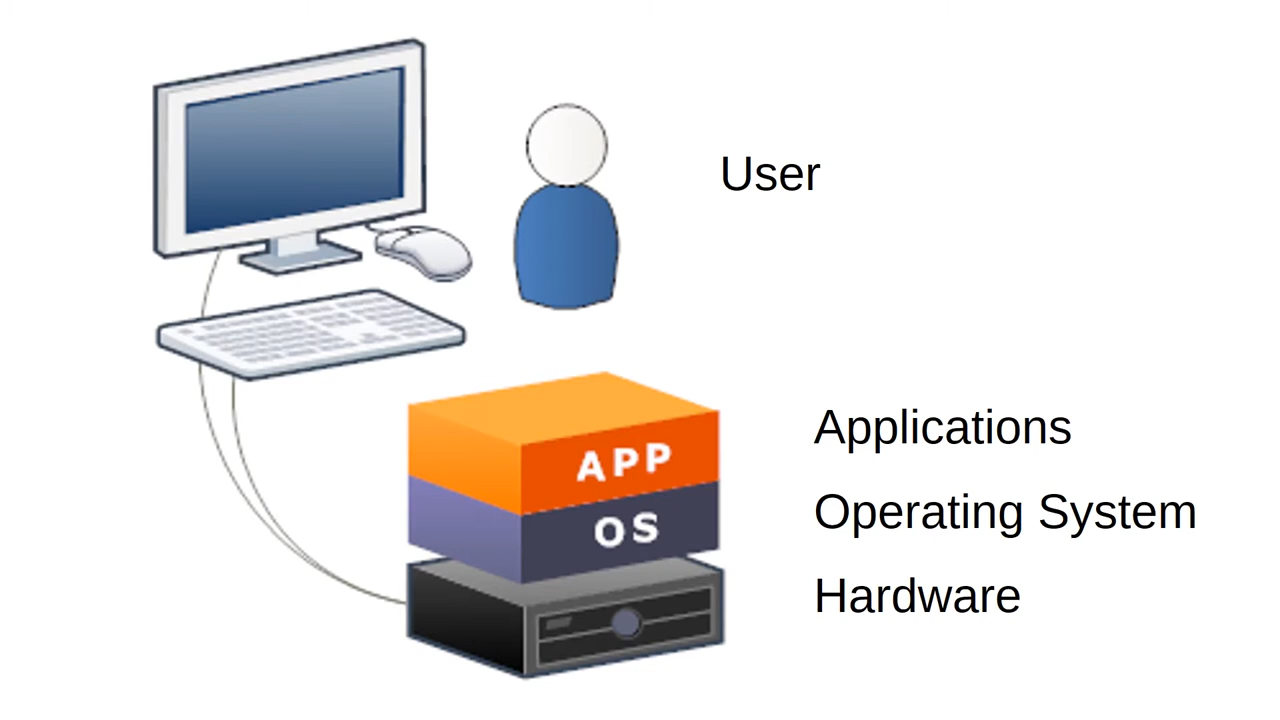 User
Applications
APP
Operating System
OS
Hardware